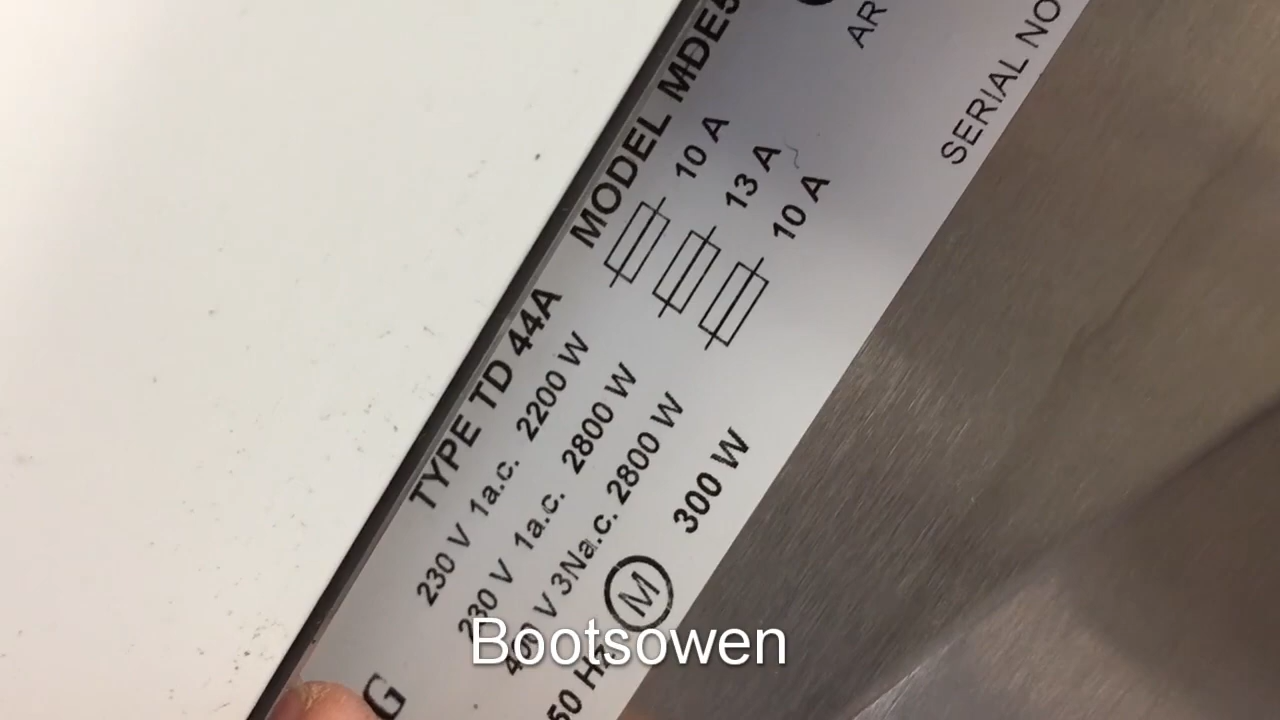 TYPE TD 44A MODEL MDE5
230 V 1a.c. 2200 W 10 A
230 V 1a.c. 2800 W 13 A
400 V 3Na.c. 2800 W 10 A
50 Hz M 300 W
AR
SERIAL NO
G
Bootsowen